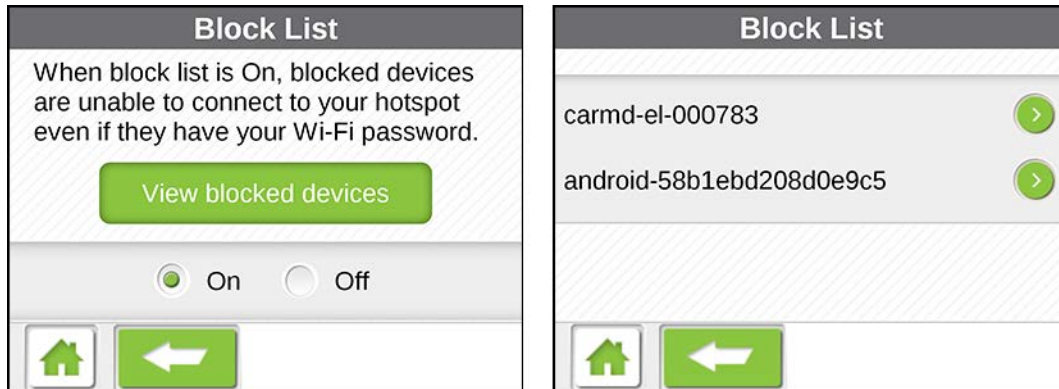 Block List
When block list is On, blocked devices
are unable to connect to your hotspot
even if they have your Wi-Fi password.
View blocked devices
On Off
Block List
carmd-el-000783
android-58b1ebd208d0e9c5